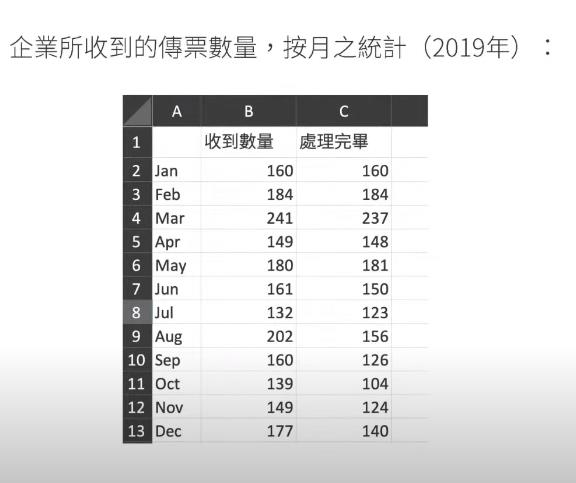 企業所收到的傳票數量，按月之統計（2019年）：
A B C
1 收到數量 處理完畢
2 Jan 160 160
3 Feb 184 184
4 Mar 241 237
5 Apr 149 148
6 May 180 181
7 Jun 161 150
8 Jul 132 123
9 Aug 202 156
10 Sep 160 126
11 Oct 139 104
12 Nov 149 124
13 Dec 177 140